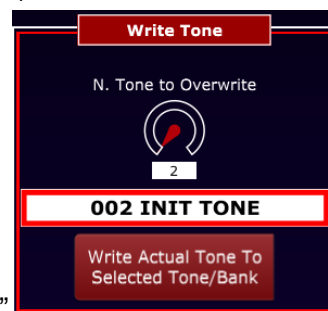 Write Tone
N. Tone to Overwrite
2
002 INIT TONE
Write Actual Tone To
Selected Tone/Bank
”